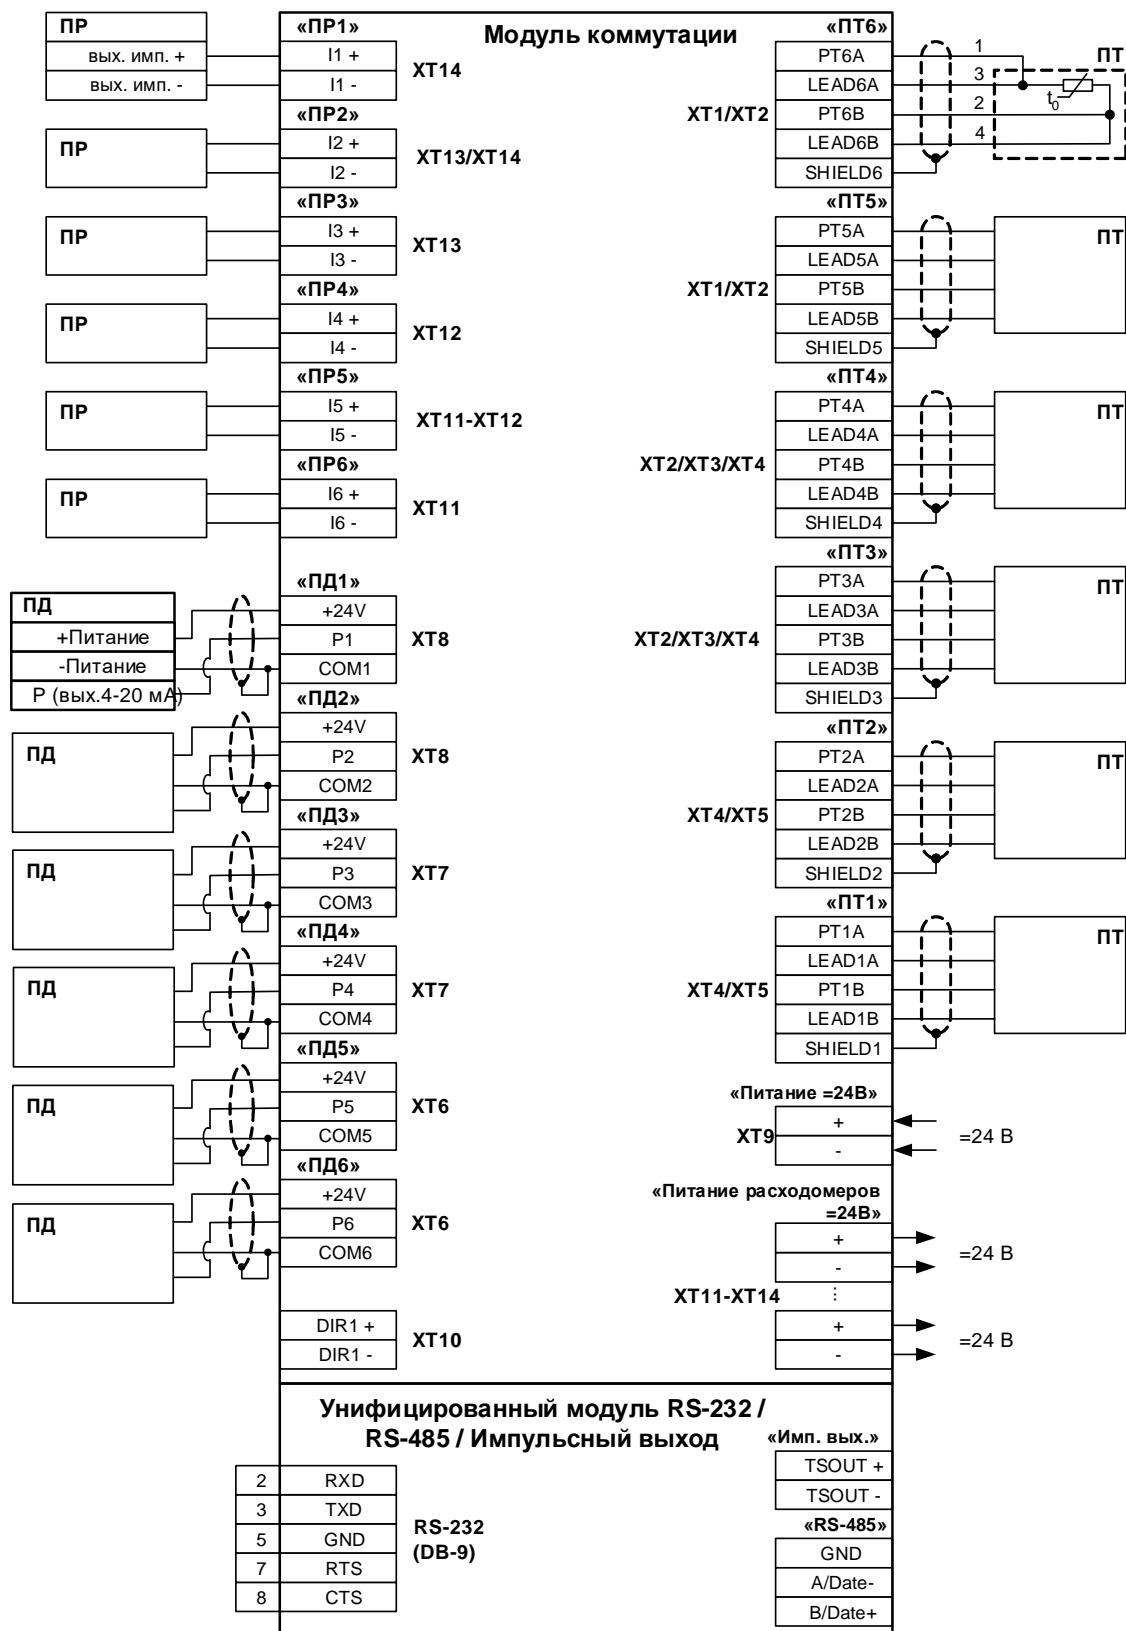 Модуль коммутации
ПР
вых. имп. +
вых. имп. -
«ПР1»
I1 +
I1 -
XT14
«ПР2»
ПР
I2 +
I2 -
XT13/XT14
«ПР3»
ПР
I3 +
I3 -
XT13
«ПР4»
ПР
I4 +
I4 -
XT12
«ПР5»
ПР
I5 +
I5 -
XT11-XT12
«ПР6»
ПР
I6 +
I6 -
XT11
«ПД1»
ПД
+Питание
-Питание
P (вых.4-20 мА)
+24V
P1
COM1
XT8
«ПД2»
ПД
+24V
P2
COM2
XT8
«ПД3»
ПД
+24V
P3
COM3
XT7
«ПД4»
ПД
+24V
P4
COM4
XT7
«ПД5»
ПД
+24V
P5
COM5
XT6
«ПД6»
ПД
+24V
P6
COM6
XT6
DIR1 +
DIR1 -
XT10
«ПТ6»
PT6A
LEAD6A
PT6B
LEAD6B
SHIELD6
XT1/XT2
1
3
2
4
ПТ
t0
«ПТ5»
PT5A
LEAD5A
PT5B
LEAD5B
SHIELD5
XT1/XT2
ПТ
«ПТ4»
PT4A
LEAD4A
PT4B
LEAD4B
SHIELD4
XT2/XT3/XT4
ПТ
«ПТ3»
PT3A
LEAD3A
PT3B
LEAD3B
SHIELD3
XT2/XT3/XT4
ПТ
«ПТ2»
PT2A
LEAD2A
PT2B
LEAD2B
SHIELD2
XT4/XT5
ПТ
«ПТ1»
PT1A
LEAD1A
PT1B
LEAD1B
SHIELD1
XT4/XT5
ПТ
«Питание =24В»
XT9
+
-
=24 В
«Питание расходомеров
=24В»
+
-
=24 В
XT11-XT14
+
-
=24 В
Унифицированный модуль RS-232 /
RS-485 / Импульсный выход
2 RXD
3 TXD
5 GND
7 RTS
8 CTS
RS-232
(DB-9)
«Имп. вых.»
TSOUT +
TSOUT -
«RS-485»
GND
A/Date-
B/Date+